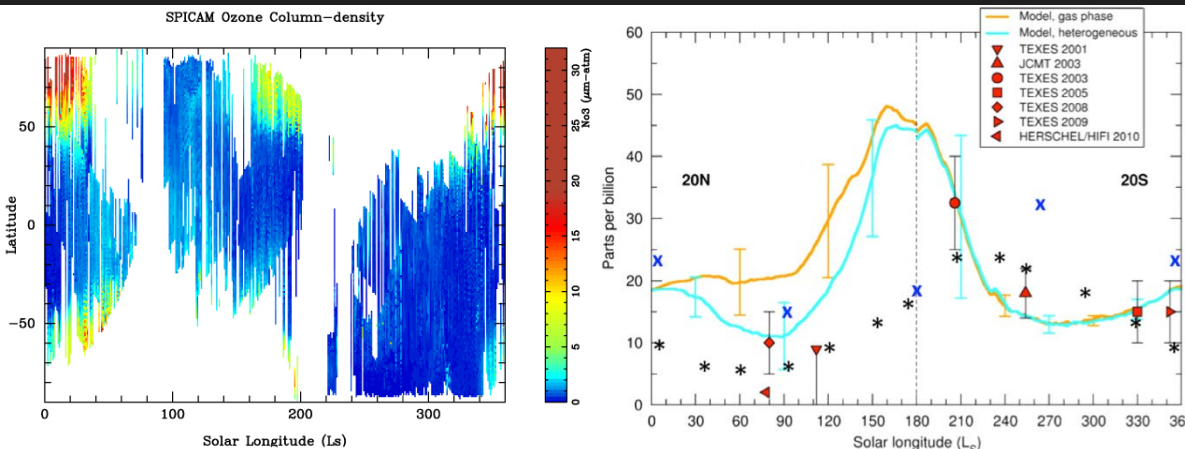 SPICAM Ozone Column-density
50
0
−50
Latitude
0
100
200
300
Solar Longitude (Ls)
0
5
10
15
19
25
30
No3 (μm-atm)
60
50
40
30
20
10
0
Parts per billion
Model, gas phase
Model, heterogeneous
TEXES 2001
JCMT 2003
TEXES 2003
TEXES 2005
TEXES 2008
TEXES 2009
HERSCHEL/HIFI 2010
20N
20S
x x x x x
* * * * * * * * * * * * * *
0 30 60 90 120 150 180 210 240 270 300 330 36
Solar longitude (LS)